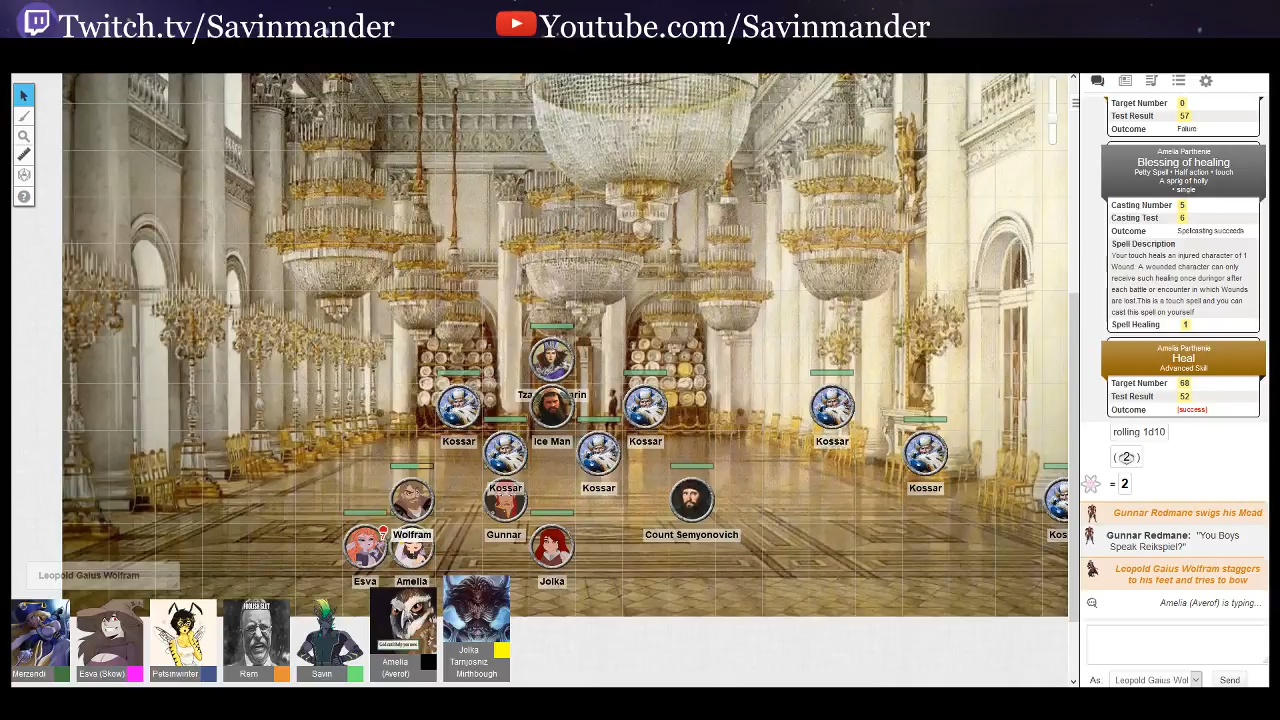 Twitch.tv/Savinmander
Youtube.com/Savinmander
Target Number 0
Test Result 57
Outcome Failure
Amelia Parthenie
Blessing of healing
Petty Spell • Half action • touch
A sprig of holly
• single
Casting Number 5
Casting Test 6
Outcome Spellcasting succeeds
Spell Description
Your touch heals an injured character of 1
Wound. A wounded character can only
receive such healing once duringor after
each battle or encounter in which Wounds
are lost.This is a touch spell and you can
cast this spell on yourself
Spell Healing 1
Amelia Parthenie
Heal
Advanced Skill
Target Number 68
Test Result 52
Outcome [success]
rolling 1d10
(2)
= 2
Gunnar Redmane swigs his Mead
Gunnar Redmane: "You Boys
Speak Reikspiel?"
Leopold Gaius Wolfram staggers
to his feet and tries to bow
Amelia (Averof) is typing...
As: Leopold Gaius Wol
Send
Kossar
Ice Man
Kossar
Kossar
Kossar
Kossar
Kossar
Wolfram
Gunnar
Count Semyonovich
Kos
7
Esva
Amelia
Jolka
Leopold Gaius Wolfram
Merzendi
Esva (Skow)
Petsinwinter
FOOLISH SLUT
Rem
Savin
Amelia
(Averof)
Jolka
Tarnjosniz
Mirthbough